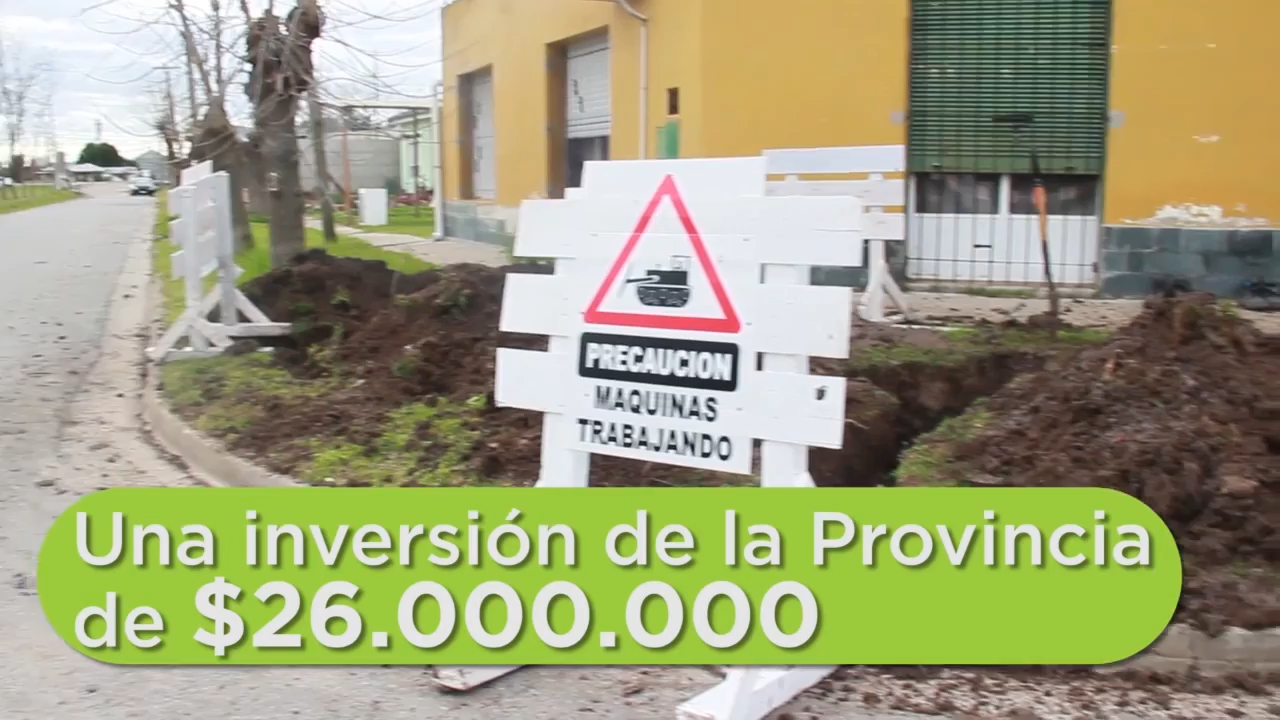 PRECAUCION
MAQUINAS
TRABAJANDO
Una inversión de la Provincia
de $26.000.000